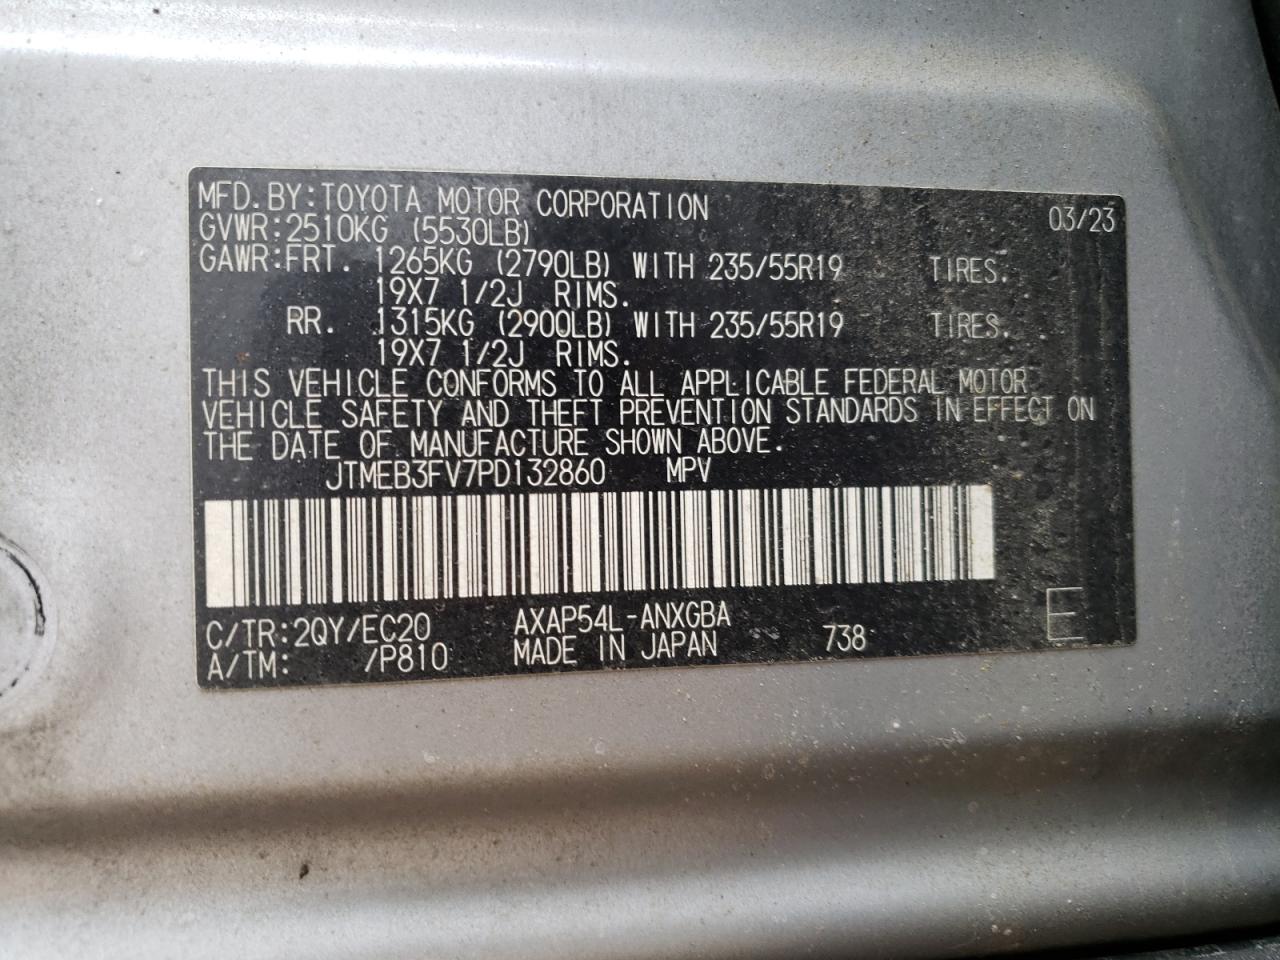 MFD.BY:TOYOTA MOTOR CORPORATION 03/23
GVWR:2510KG (5530LB)
GAWR:FRT. 1265KG (2790LB) WITH 235/55R19 TIRES.
19X7 1/2J RIMS.
RR. 1315KG (2900LB) WITH 235/55R19 TIRES.
19X7 1/2J RIMS.
THIS VEHICLE CONFORMS TO ALL APPLICABLE FEDERAL MOTOR
VEHICLE SAFETY AND THEFT PREVENTION STANDARDS IN EFFECT ON
THE DATE OF MANUFACTURE SHOWN ABOVE.
JTMEB3FV7PD132860 MPV
C/TR:2QY/EC20 AXAP54L-ANXGBA
A/TM: /P810 MADE IN JAPAN 738 E